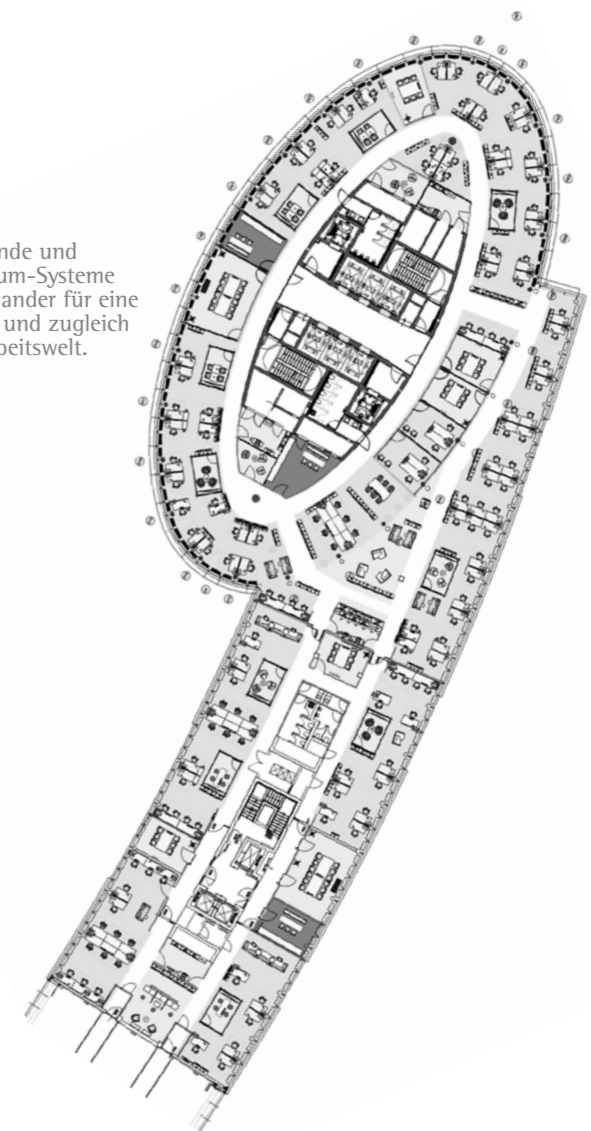 nde und
um-Systeme
ander für eine
und zugleich
beitswelt.